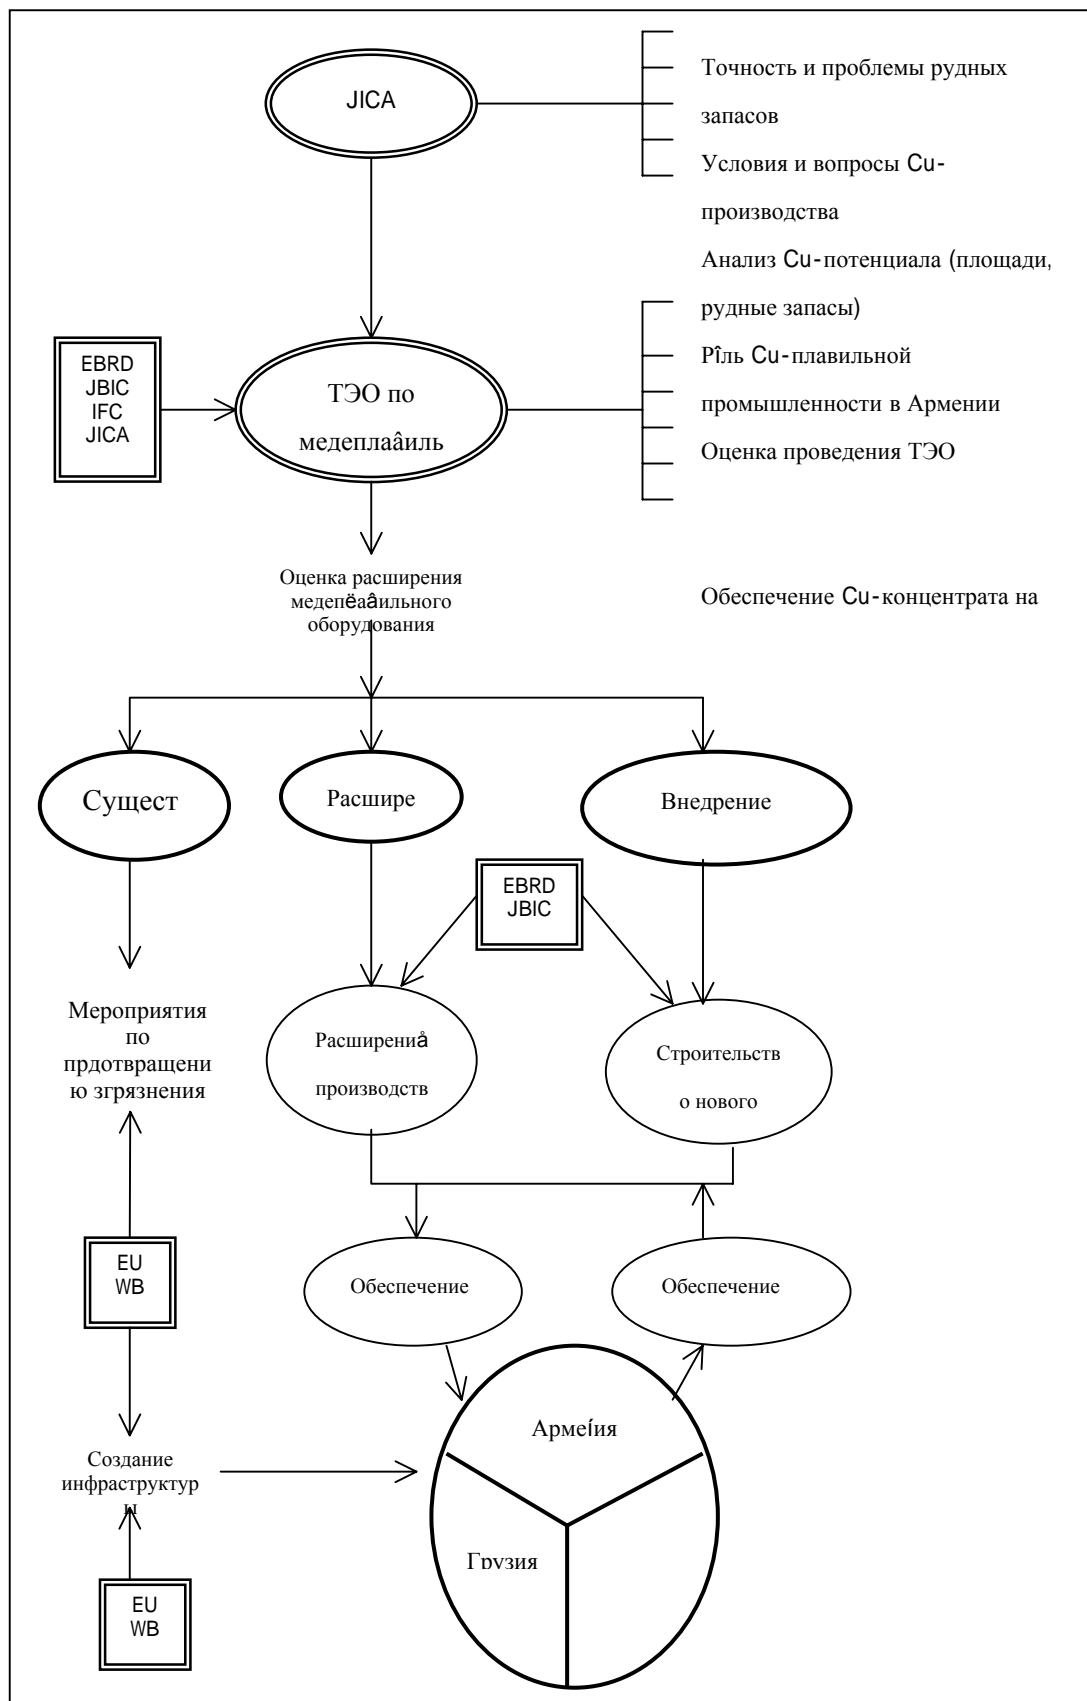 JICA
Точность и проблемы рудных
запасов
Условия и вопросы Cu-
производства
Анализ Cu-потенциала (площади,
рудные запасы)
Рîль Cu-плавильной
промышленности в Армении
Оценка проведения ТЭО
EBRD
JBIC
IFC
JICA
ТЭО по
медеплаâиль
Оценка расширения
медепëаâильного
оборудования
Обеспечение Cu-концентрата на
Сущест
Расшире
Внедрение
EBRD
JBIC
Мероприятия
по
прдотвращени
ю згрязнения
Расширениå
производств
Строительств
о нового
EU
WB
Обеспечение
Обеспечение
Армеíия
Создание
инфраструктур
ы
Грузия
EU
WB